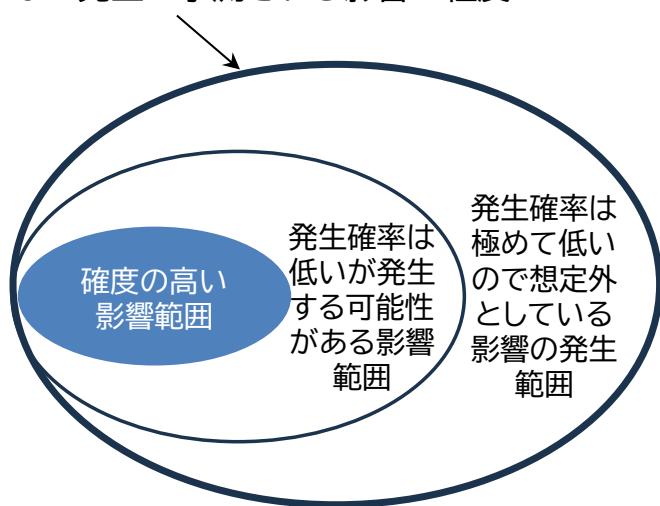 確度の高い
影響範囲
発生確率は
低いが発生
する可能性
がある影響
範囲
発生確率は
極めて低い
ので想定外
としている
影響の発生
範囲